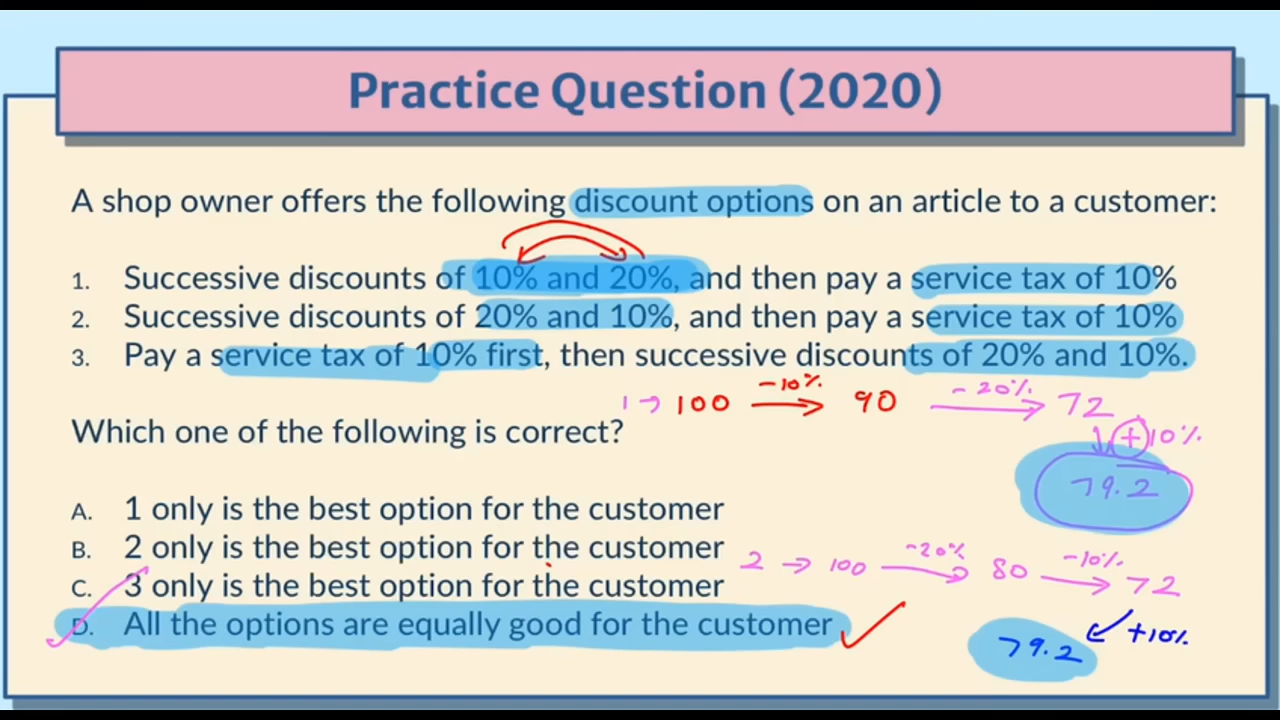 Practice Question (2020)
A shop owner offers the following discount options on an article to a customer:
1. Successive discounts of 10% and 20%, and then pay a service tax of 10%
2. Successive discounts of 20% and 10%, and then pay a service tax of 10%
3. Pay a service tax of 10% first, then successive discounts of 20% and 10%.
1 → 100 -10% → 90 -20% → 72
Which one of the following is correct?
+10%
79.2
A. 1 only is the best option for the customer
B. 2 only is the best option for the customer
2 → 100 -20% → 80 -10% → 72
C. 3 only is the best option for the customer
D. All the options are equally good for the customer
+10%
79.2